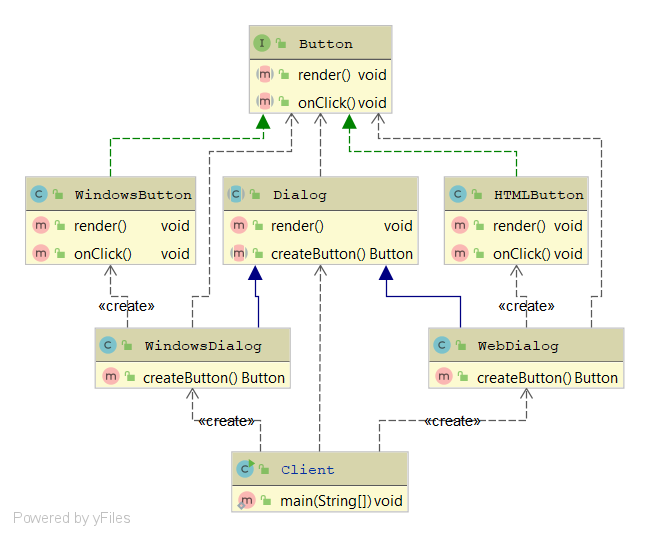 I Button
m render() void
m onClick() void
C WindowsButton
m render() void
m onClick() void
C Dialog
m render() void
m createButton() Button
C HTMLButton
m render() void
m onClick() void
«create»
«create»
C WindowsDialog
m createButton() Button
C WebDialog
m createButton() Button
«create»
«create»
C Client
m main(String[]) void
Powered by yFiles